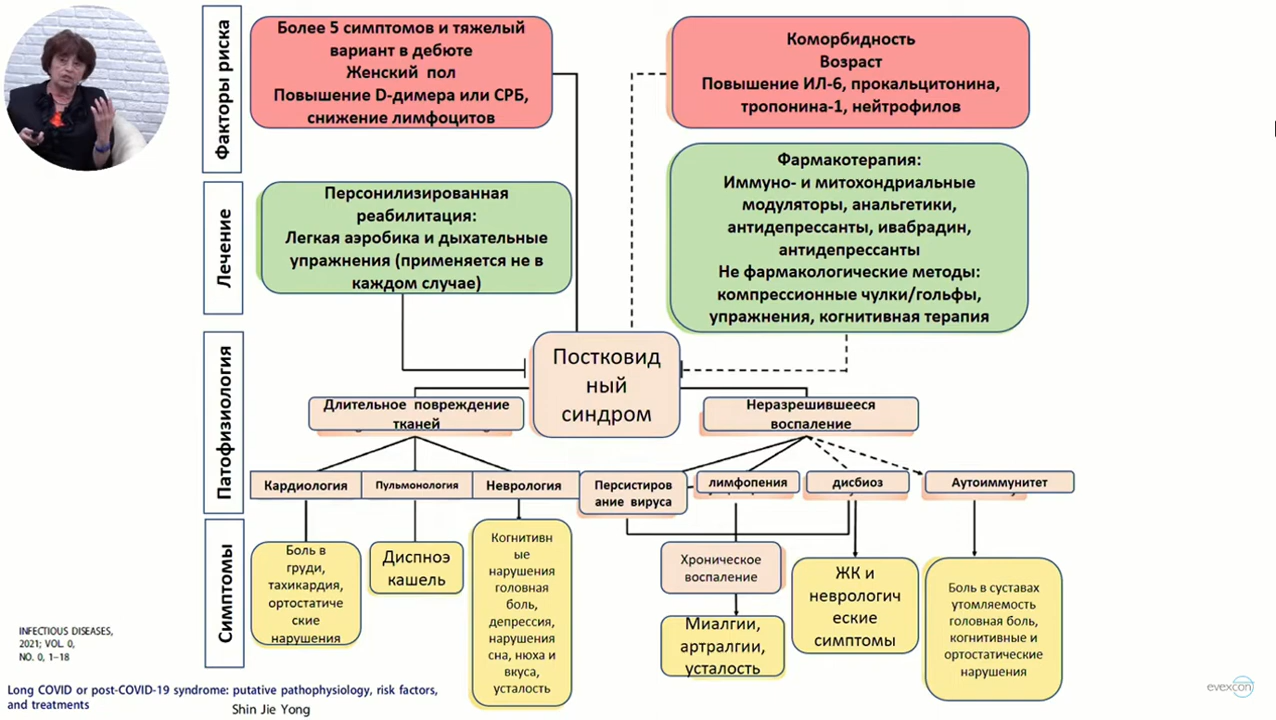 Факторы риска
Более 5 симптомов и тяжелый
вариант в дебюте
Женский пол
Повышение D-димера или СРБ,
снижение лимфоцитов
Коморбидность
Возраст
Повышение ИЛ-6, прокальцитонина,
тропонина-1, нейтрофилов
Лечение
Персонилизированная
реабилитация:
Легкая аэробика и дыхательные
упражнения (применяется не в
каждом случае)
Фармакотерапия:
Иммуно- и митохондриальные
модуляторы, анальгетики,
антидепрессанты, ивабрадин,
антидепрессанты
Не фармакологические методы:
компрессионные чулки/гольфы,
упражнения, когнитивная терапия
Патофизиология
Постковид
ный
синдром
Длительное повреждение
тканей
Неразрешившееся
воспаление
Кардиология
Пульмонология
Неврология
Персистиров
ание вируса
лимфопения
дисбиоз
Аутоиммунитет
Симптомы
Боль в
груди,
тахикардия,
ортостатиче
ские
нарушения
Диспноэ
кашель
Когнитивн
ые
нарушения
головная
боль,
депрессия,
нарушения
сна, нюха и
вкуса,
усталость
Хроническое
воспаление
Миалгии,
артралгии,
усталость
ЖК и
неврологич
еские
симптомы
Боль в суставах
утомляемость
головная боль,
когнитивные и
ортостатические
нарушения
INFECTIOUS DISEASES,
2021; VOL. 0,
NO. 0, 1–18
Long COVID or post-COVID-19 syndrome: putative pathophysiology, risk factors,
and treatments
Shin Jie Yong
evexcon